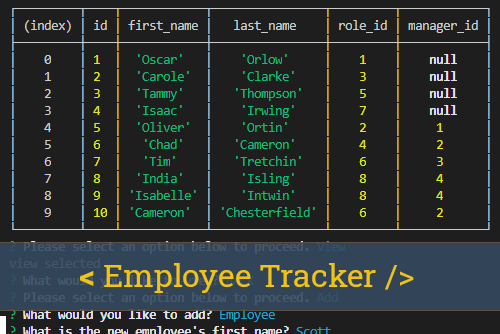 (index) id first_name last_name role_id manager_id
0 1 'Oscar' 'Orlow' 1 null
1 2 'Carole' 'Clarke' 3 null
2 3 'Tammy' 'Thompson' 5 null
3 4 'Isaac' 'Irwing' 7 null
4 5 'Oliver' 'Ortin' 2 1
5 6 'Chad' 'Cameron' 4 2
6 7 'Tim' 'Tretchin' 6 3
7 8 'India' 'Isling' 8 4
8 9 'Isabelle' 'Intwin' 8 4
9 10 'Cameron' 'Chesterfield' 6 2
? Please select an option below to proceed. View
view selected
< Employee Tracker />
? What would you
? Please select an option below to proceed. Add
? What would you like to add? Employee
? What is the new employee's first name? Scott